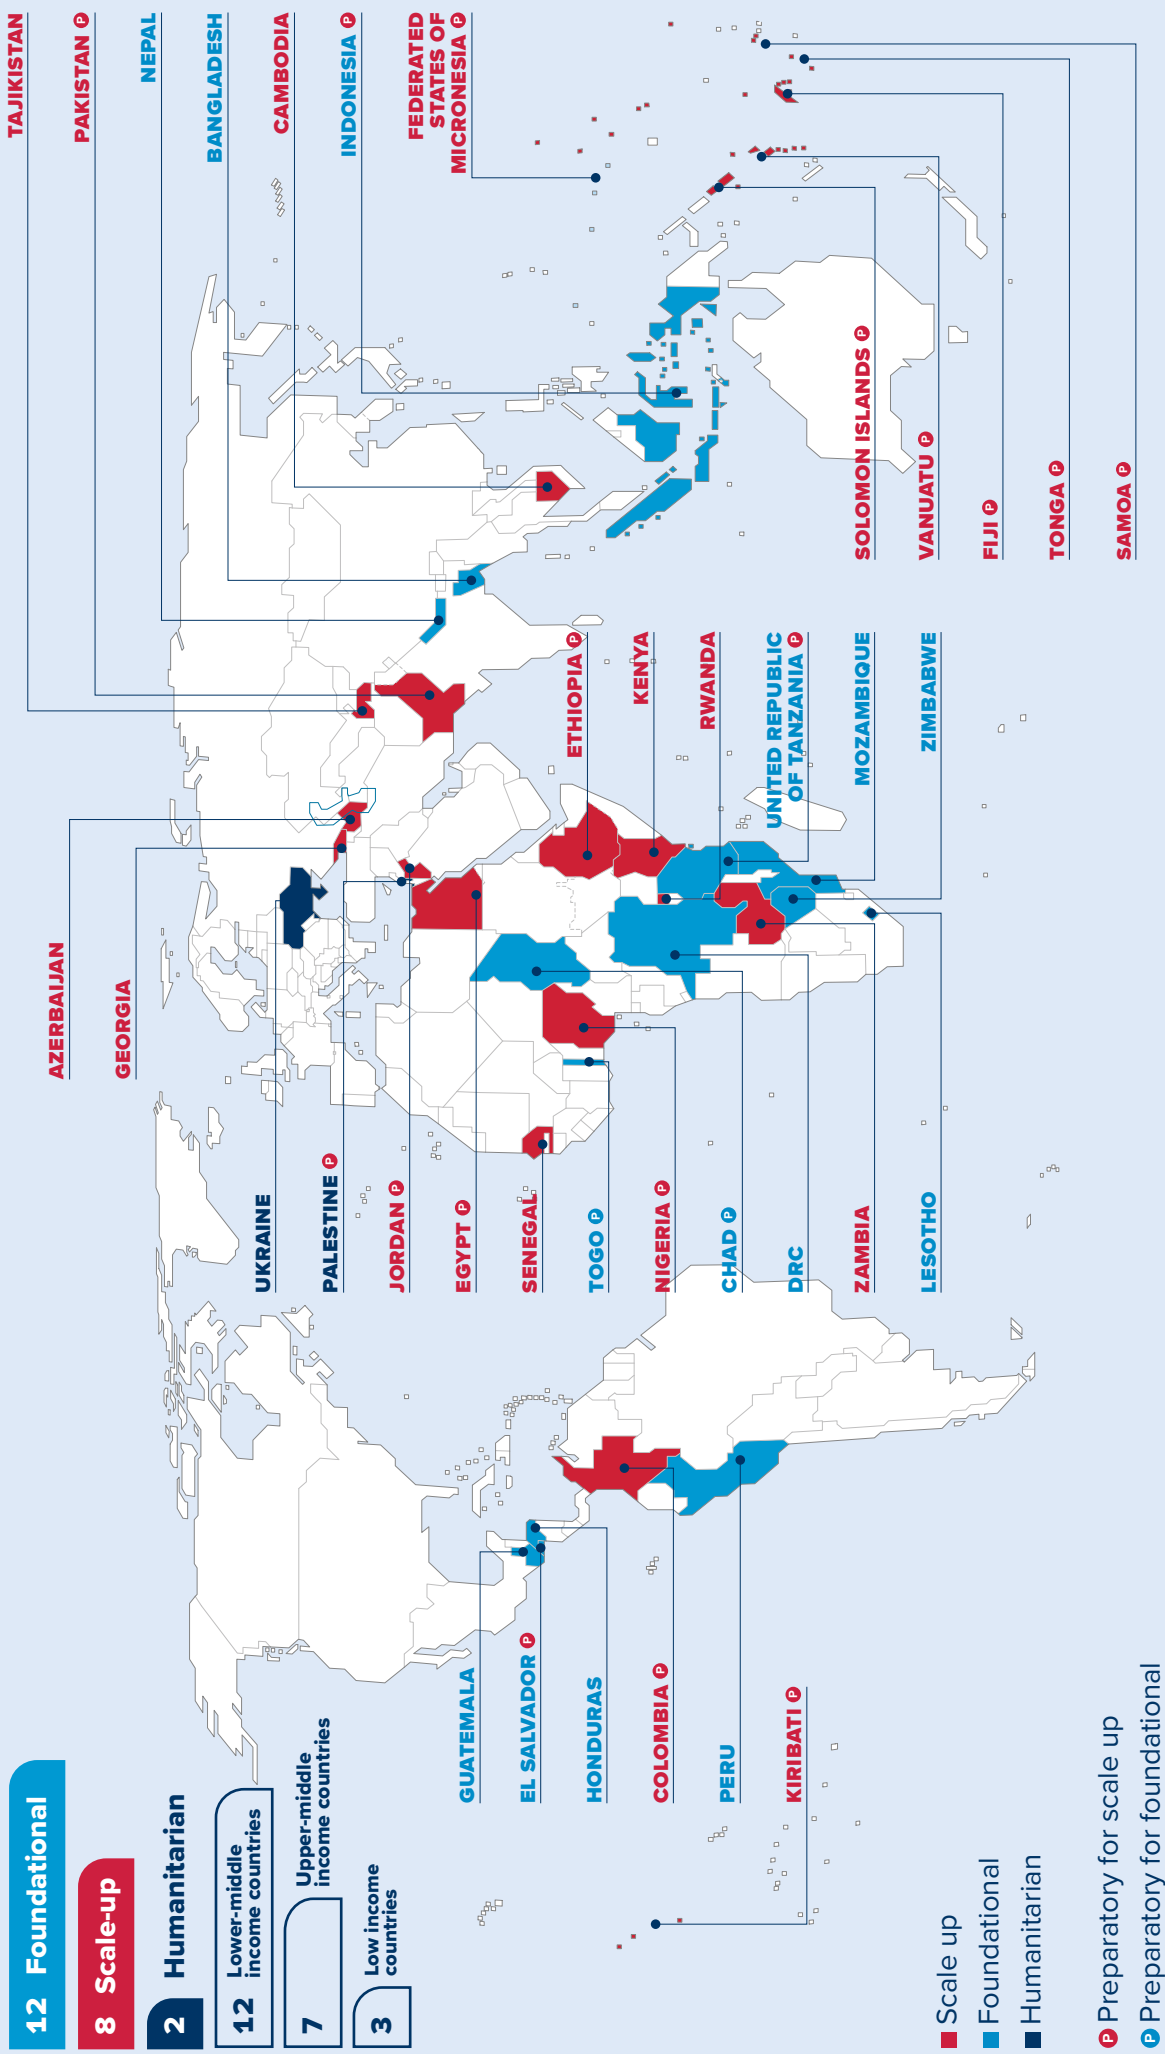 12 Foundational
8 Scale-up
2 Humanitarian
12 Lower-middle
income countries
7 Upper-middle
income countries
3 Low income
countries
GUATEMALA
EL SALVADOR P
HONDURAS
COLOMBIA P
PERU
KIRIBATI P
UKRAINE
PALESTINE P
JORDAN P
EGYPT P
SENEGAL
TOGO P
NIGERIA P
CHAD P
DRC
ZAMBIA
LESOTHO
AZERBAIJAN
GEORGIA
ETHIOPIA P
KENYA
RWANDA
UNITED REPUBLIC
OF TANZANIA P
MOZAMBIQUE
ZIMBABWE
TAJIKISTAN
PAKISTAN P
NEPAL
BANGLADESH
CAMBODIA
INDONESIA P
FEDERATED
STATES OF
MICRONESIA P
SOLOMON ISLANDS P
VANUATU P
FIJI P
TONGA P
SAMOA P
Scale up
Foundational
Humanitarian
P Preparatory for scale up
P Preparatory for foundational